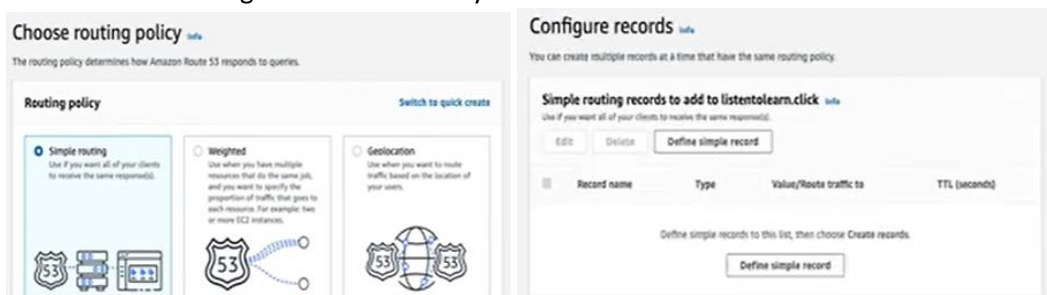 Choose routing policy Info
The routing policy determines how Amazon Route 53 responds to queries.
Routing policy
Switch to quick create
Simple routing
Use if you want all of your clients
to receive the same response(s).
Weighted
Use when you have multiple
resources that do the same job,
and you want to specify the
proportion of traffic that goes to
each resource. For example: two
or more EC2 instances.
Geolocation
Use when you want to route
traffic based on the location of
your users.
53
53
53
53
Configure records Info
You can create multiple records at a time that have the same routing policy.
Simple routing records to add to listentolearn.click Info
Use if you want all of your clients to receive the same response(s).
Edit Delete Define simple record
Record name Type Value/Route traffic to TTL (seconds)
Define simple records to this list, then choose Create records.
Define simple record